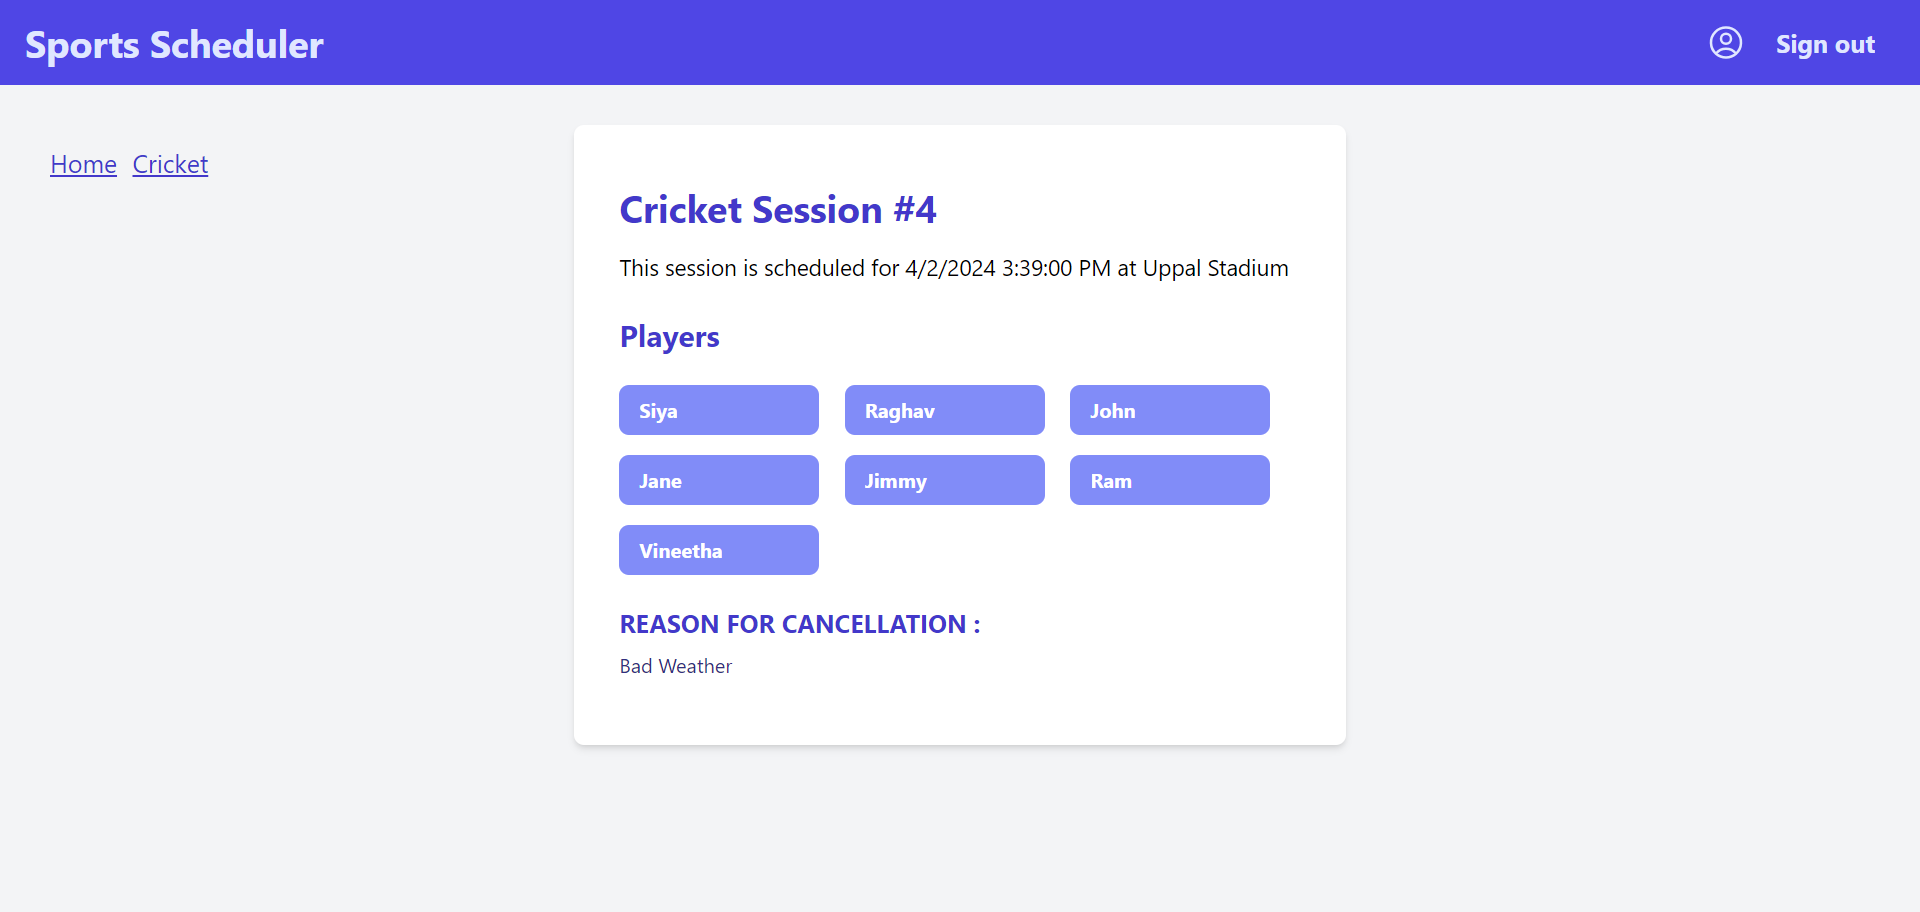 Sports Scheduler
Sign out
Home Cricket
Cricket Session #4
This session is scheduled for 4/2/2024 3:39:00 PM at Uppal Stadium
Players
Siya Raghav John
Jane Jimmy Ram
Vineetha
REASON FOR CANCELLATION :
Bad Weather